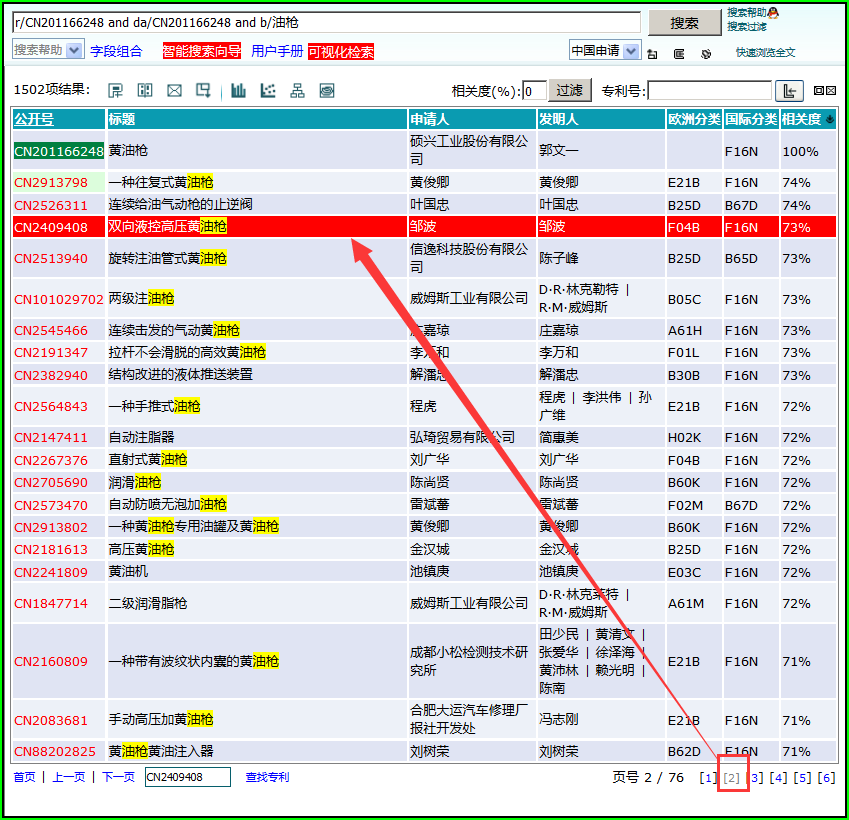 r/CN201166248 and da/CN201166248 and b/油枪 搜索 搜索帮助
搜索过滤
搜索帮助 字段组合 智能搜索向导 用户手册 可视化检索 中国申请 快速浏览全文
1502项结果: 相关度(%): 0 过滤 专利号:
公开号 标题 申请人 发明人 欧洲分类 国际分类 相关度
CN201166248 黄油枪 硕兴工业股份有限公司 郭文一 F16N 100%
CN2913798 一种往复式黄油枪 黄俊卿 黄俊卿 E21B F16N 74%
CN2526311 连续给油气动枪的止逆阀 叶国忠 叶国忠 B25D B67D 74%
CN2409408 双向液控高压黄油枪 邹波 邹波 F04B F16N 73%
CN2513940 旋转注油管式黄油枪 信逸科技股份有限公司 陈子峰 B25D B65D 73%
CN101029702 两级注油枪 威姆斯工业有限公司 D·R·林克勒特 | R·M·威姆斯 B05C F16N 73%
CN2545466 连续击发的气动黄油枪 庄嘉琼 庄嘉琼 A61H F16N 73%
CN2191347 拉杆不会滑脱的高效黄油枪 李万和 李万和 F01L F16N 73%
CN2382940 结构改进的液体推送装置 解潘忠 解潘忠 B30B F16N 73%
CN2564843 一种手推式油枪 程虎 程虎 | 李洪伟 | 孙广维 E21B F16N 72%
CN2147411 自动注脂器 弘琦贸易有限公司 简惠美 H02K F16N 72%
CN2267376 直射式黄油枪 刘广华 刘广华 F04B F16N 72%
CN2705690 润滑油枪 陈尚贤 陈尚贤 B60K F16N 72%
CN2573470 自动防喷无泡加油枪 雷斌蕃 雷斌蕃 F02M B67D 72%
CN2913802 一种黄油枪专用油罐及黄油枪 黄俊卿 黄俊卿 B60K F16N 72%
CN2181613 高压黄油枪 金汉城 金汉城 B25D F16N 72%
CN2241809 黄油机 池镇庚 池镇庚 E03C F16N 72%
CN1847714 二级润滑脂枪 威姆斯工业有限公司 D·R·林克莱特 | R·M·威姆斯 A61M F16N 72%
CN2160809 一种带有波纹状内囊的黄油枪 成都小松检测技术研究所 田少民 | 黄清文 | 张爱华 | 徐泽海 | 黄沛林 | 赖光明 | 陈南 E21B F16N 71%
CN2083681 手动高压加黄油枪 合肥大运汽车修理厂报社开发处 冯志刚 E21B F16N 71%
CN88202825 黄油枪黄油注入器 刘树荣 刘树荣 B62D F16N 71%
首页 | 上一页 | 下一页 CN2409408 查找专利 页号 2 / 76 [1] [2] [3] [4] [5] [6]